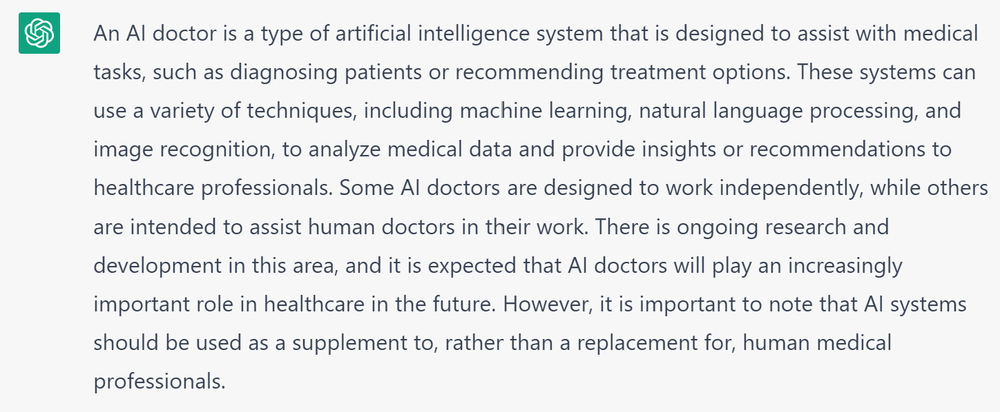 An AI doctor is a type of artificial intelligence system that is designed to assist with medical
tasks, such as diagnosing patients or recommending treatment options. These systems can
use a variety of techniques, including machine learning, natural language processing, and
image recognition, to analyze medical data and provide insights or recommendations to
healthcare professionals. Some AI doctors are designed to work independently, while others
are intended to assist human doctors in their work. There is ongoing research and
development in this area, and it is expected that AI doctors will play an increasingly
important role in healthcare in the future. However, it is important to note that AI systems
should be used as a supplement to, rather than a replacement for, human medical
professionals.